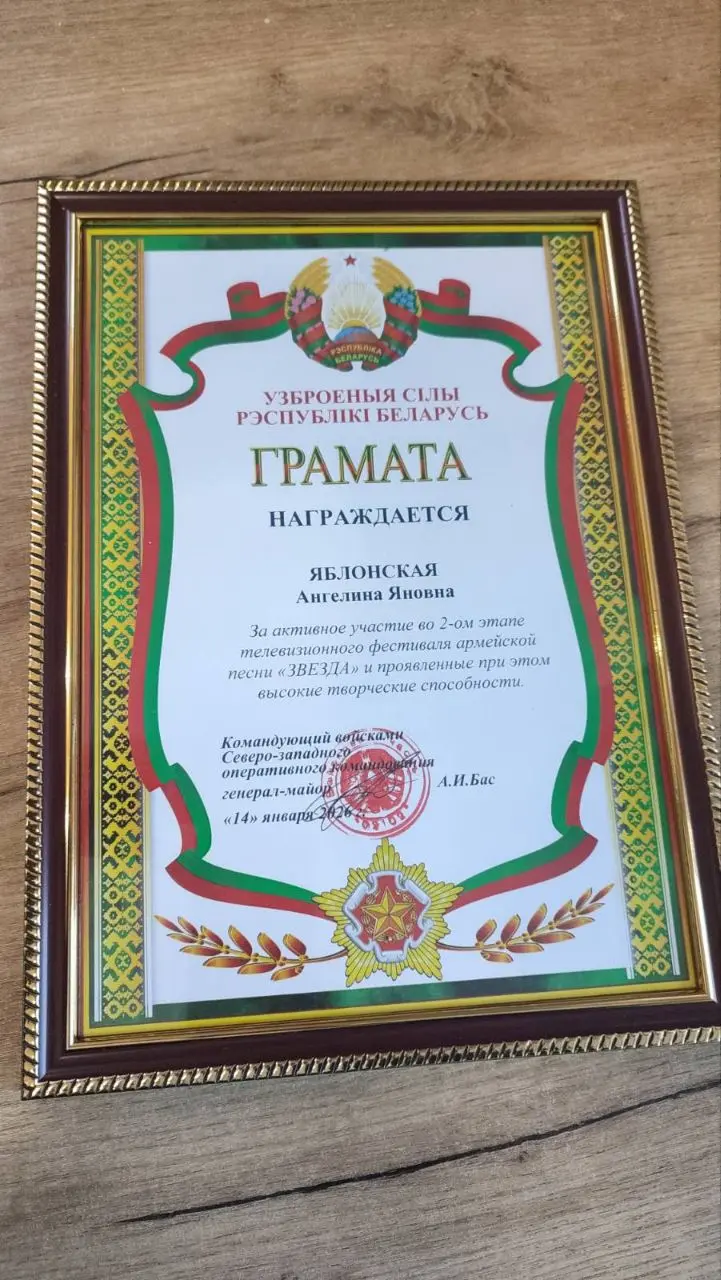 РЭСПУБЛІКА
БЕЛАРУСЬ
УЗБРОЕНЫЯ СІЛЫ
РЭСПУБЛІКІ БЕЛАРУСЬ
ГРАМАТА
НАГРАЖДАЕТСЯ
ЯБЛОНСКАЯ
Ангелина Яновна
За активное участие во 2-ом этапе
телевизионного фестиваля армейской
песни «ЗВЕЗДА» и проявленные при этом
высокие творческие способности.
Командующий войсками
Северо-западного
оперативного командования
генерал-майор А.И.Бас
«14» января 2026 г.